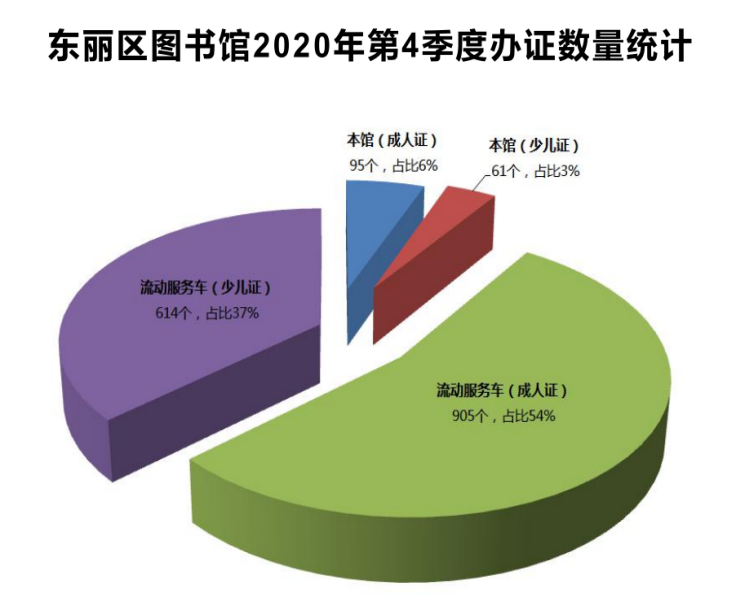 东丽区图书馆2020年第4季度办证数量统计
本馆（成人证）
95个，占比6%
本馆（少儿证）
61个，占比3%
流动服务车（少儿证）
614个，占比37%
流动服务车（成人证）
905个，占比54%